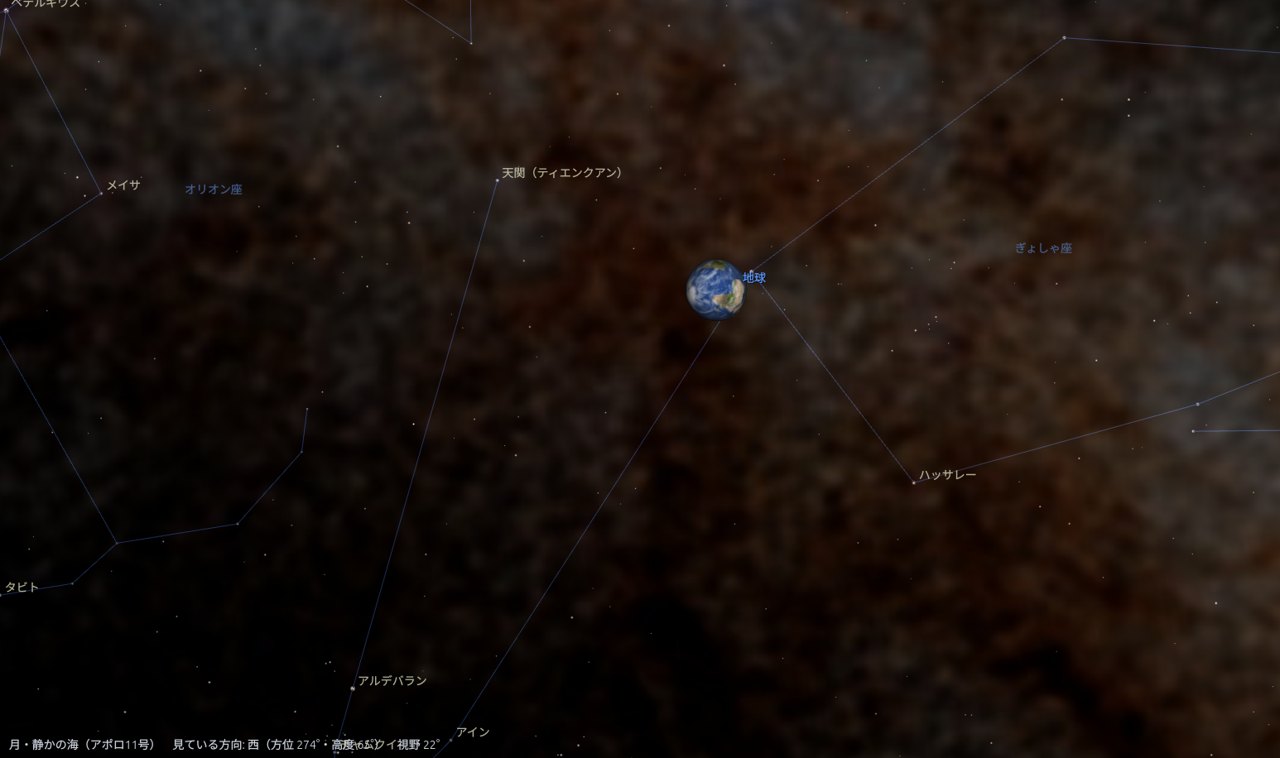 ベテルギウス
天関（ティエンクアン）
メイサ
オリオン座
ぎょしゃ座
地球
ハッサレー
タビト
アルデバラン
アイン
月・静かの海（アポロ11号） 見ている方向: 西（方位 274°・高度 65°）・視野 22°